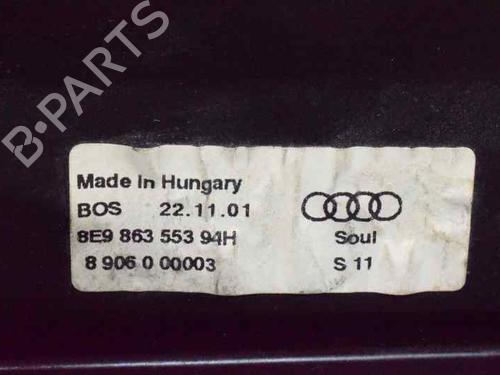 B-PARTS
Made In Hungary
BOS 22.11.01
8E9 863 553 94H Soul
8 906 0 00003 S 11